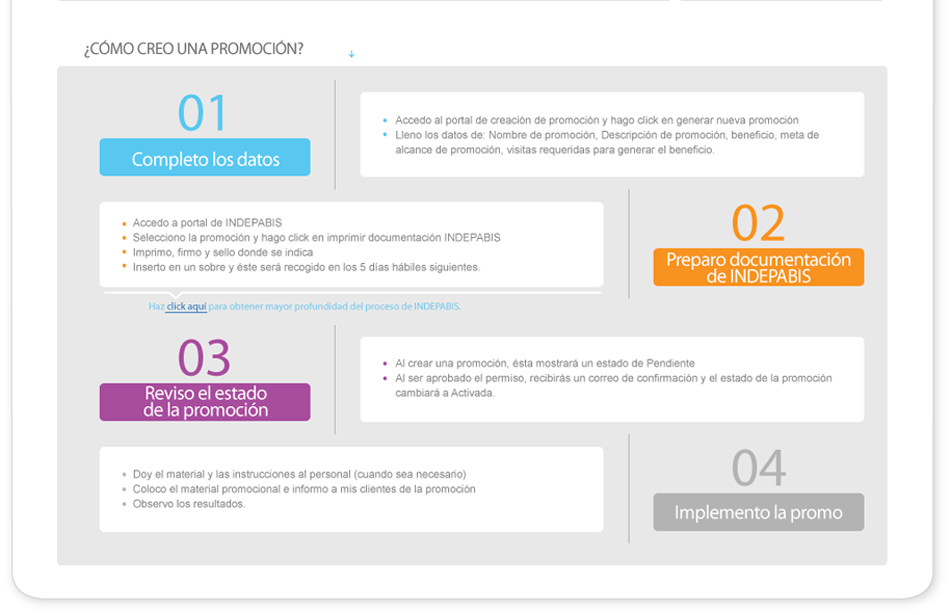 ¿CÓMO CREO UNA PROMOCIÓN?
01
Completo los datos
Accedo al portal de creación de promoción y hago click en generar nueva promoción
Lleno los datos de: Nombre de promoción, Descripción de promoción, beneficio, meta de
alcance de promoción, visitas requeridas para generar el beneficio.
02
Preparo documentación
de INDEPABIS
Accedo a portal de INDEPABIS
Selecciono la promoción y hago click en imprimir documentación INDEPABIS
Imprimo, firmo y sello donde se indica
Inserto en un sobre y éste será recogido en los 5 días hábiles siguientes.
Haz click aquí para obtener mayor profundidad del proceso de INDEPABIS.
03
Reviso el estado
de la promoción
Al crear una promoción, ésta mostrará un estado de Pendiente
Al ser aprobado el permiso, recibirás un correo de confirmación y el estado de la promoción
cambiará a Activada.
04
Implemento la promo
Doy el material y las instrucciones al personal (cuando sea necesario)
Coloco el material promocional e informo a mis clientes de la promoción
Observo los resultados.